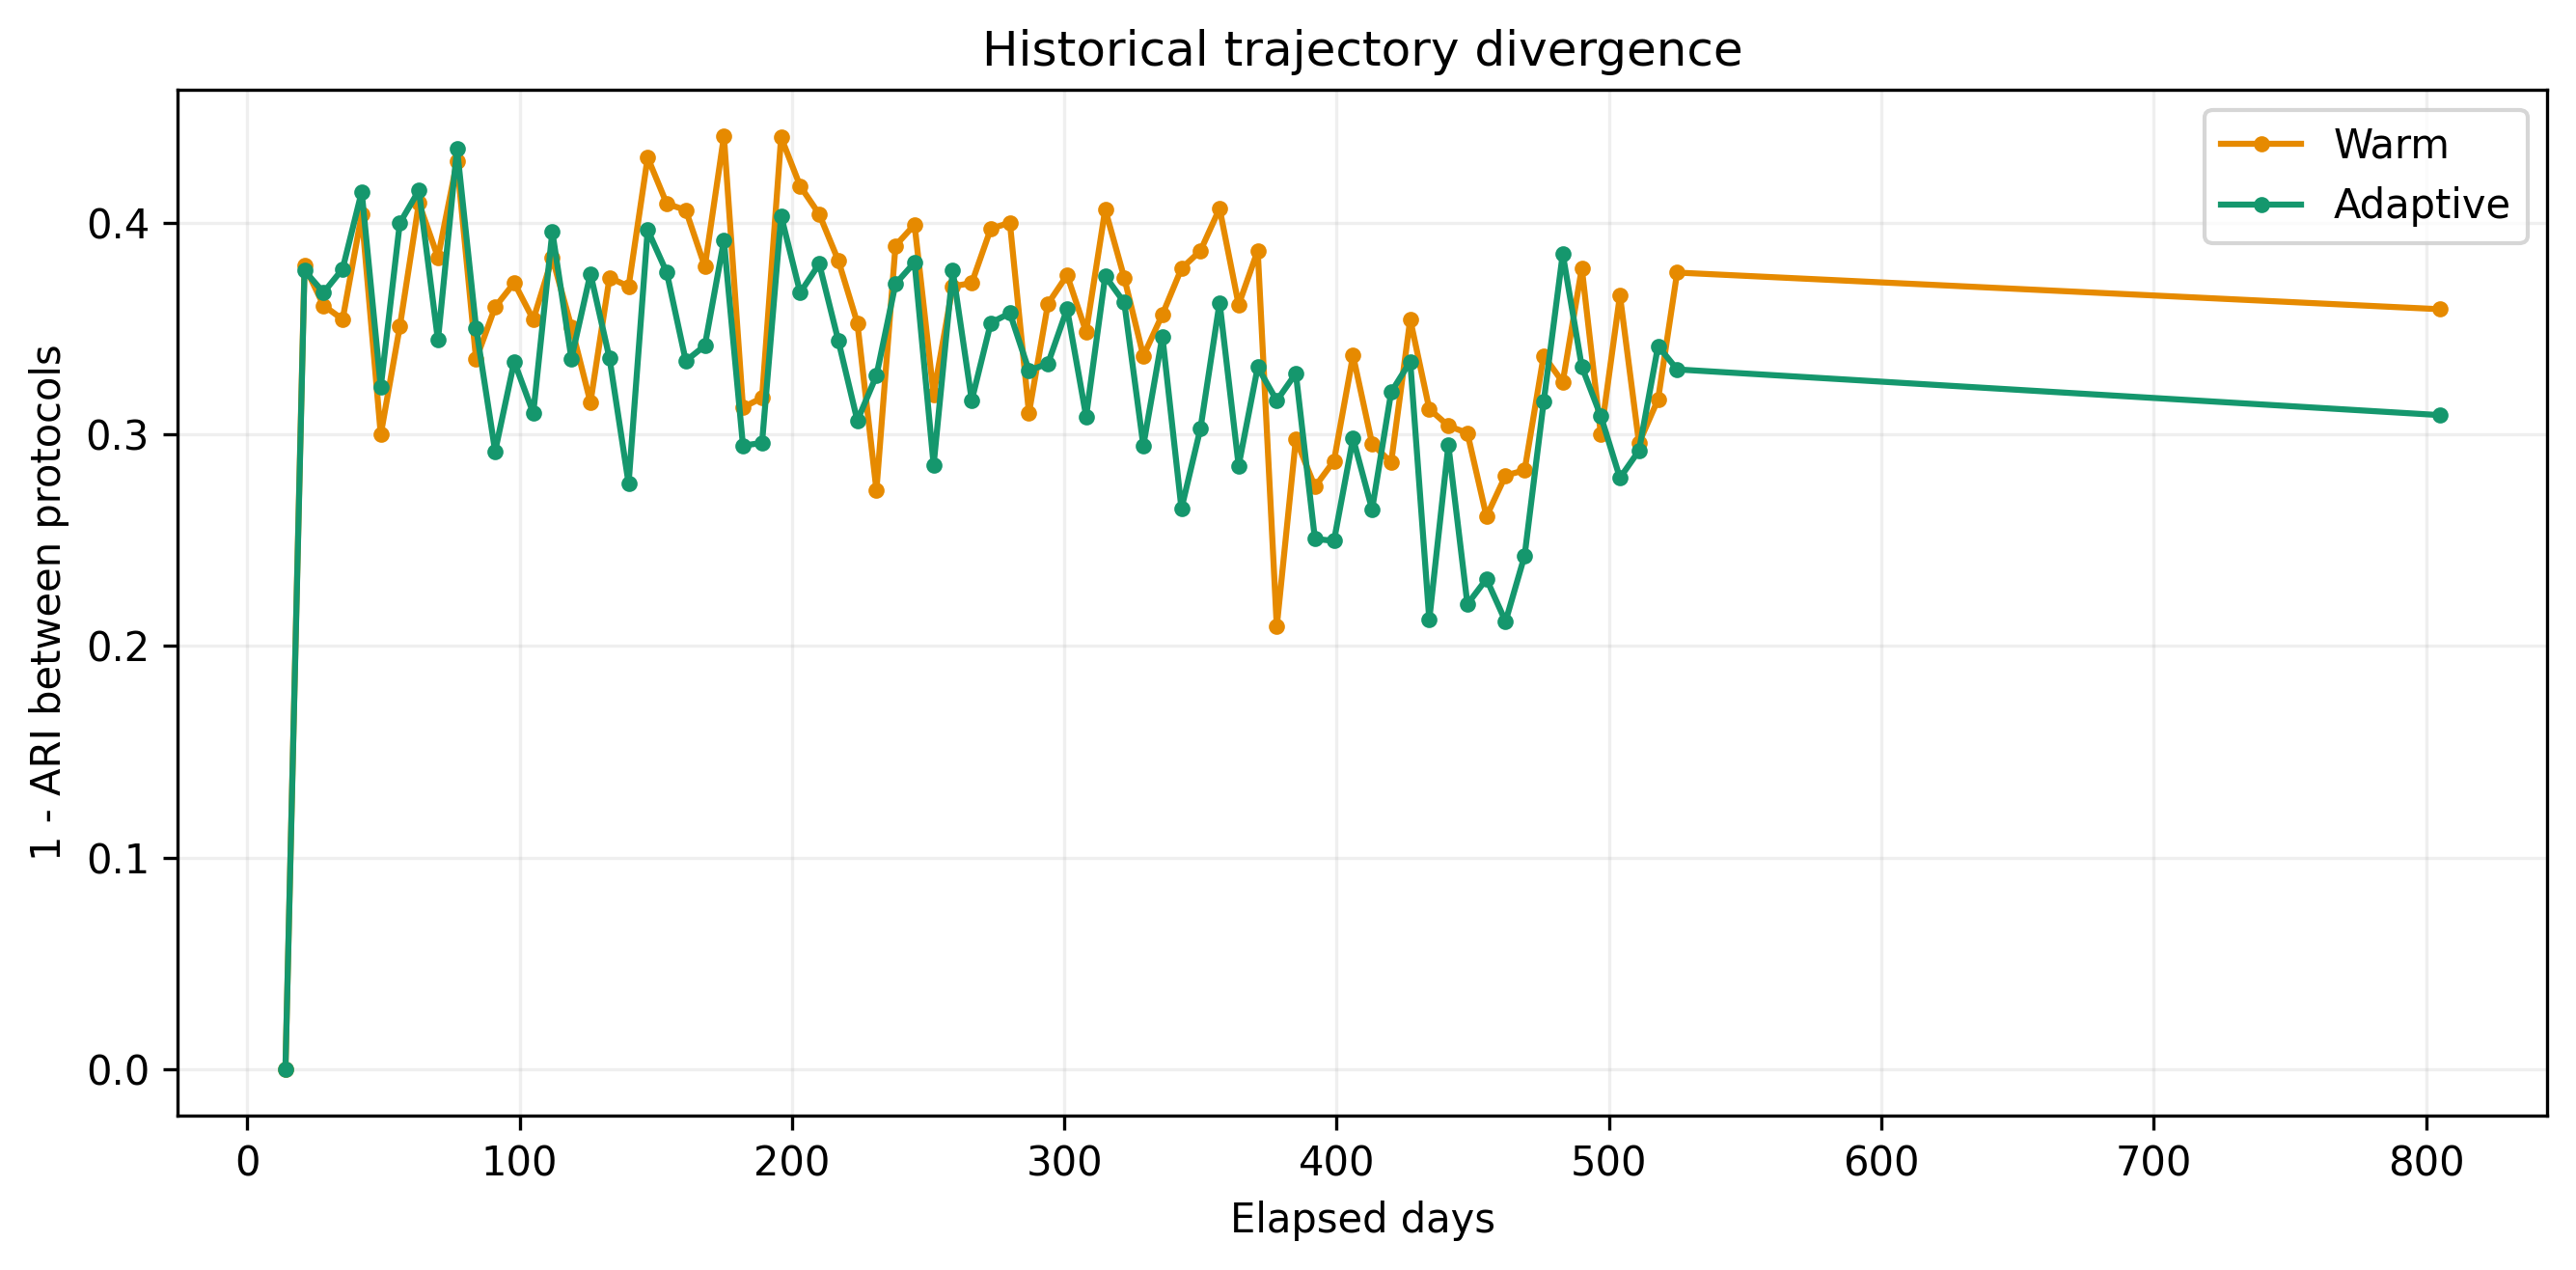 Historical trajectory divergence
Warm
Adaptive
1 - ARI between protocols
0.4
0.3
0.2
0.1
0.0
0 100 200 300 400 500 600 700 800
Elapsed days